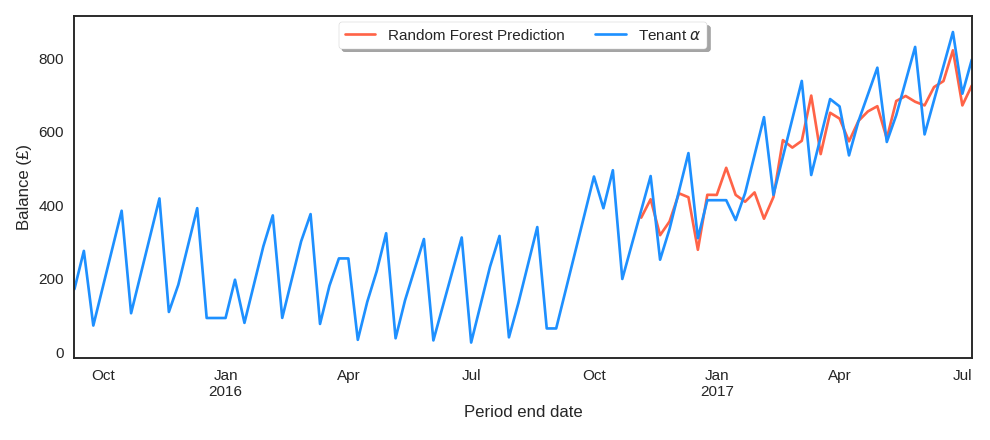 Random Forest Prediction Tenant α
800
600
400
200
0
Balance (£)
Oct Jan Apr Jul Oct Jan Apr Jul
2016 2017
Period end date